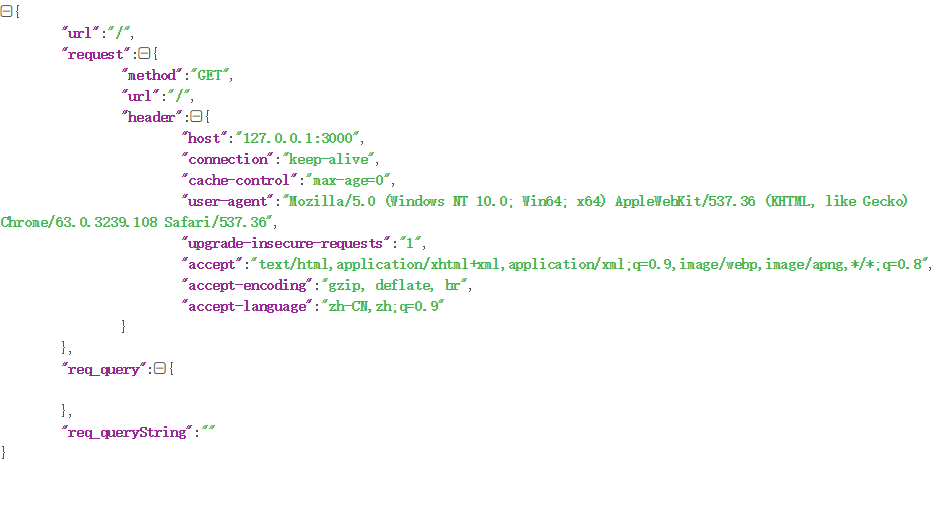 {
"url":"/",
"request":{
"method":"GET",
"url":"/",
"header":{
"host":"127.0.0.1:3000",
"connection":"keep-alive",
"cache-control":"max-age=0",
"user-agent":"Mozilla/5.0 (Windows NT 10.0; Win64; x64) AppleWebKit/537.36 (KHTML, like Gecko)
Chrome/63.0.3239.108 Safari/537.36",
"upgrade-insecure-requests":"1",
"accept":"text/html,application/xhtml+xml,application/xml;q=0.9,image/webp,image/apng,*/*;q=0.8",
"accept-encoding":"gzip, deflate, br",
"accept-language":"zh-CN,zh;q=0.9"
}
},
"req_query":{
},
"req_queryString":""
}